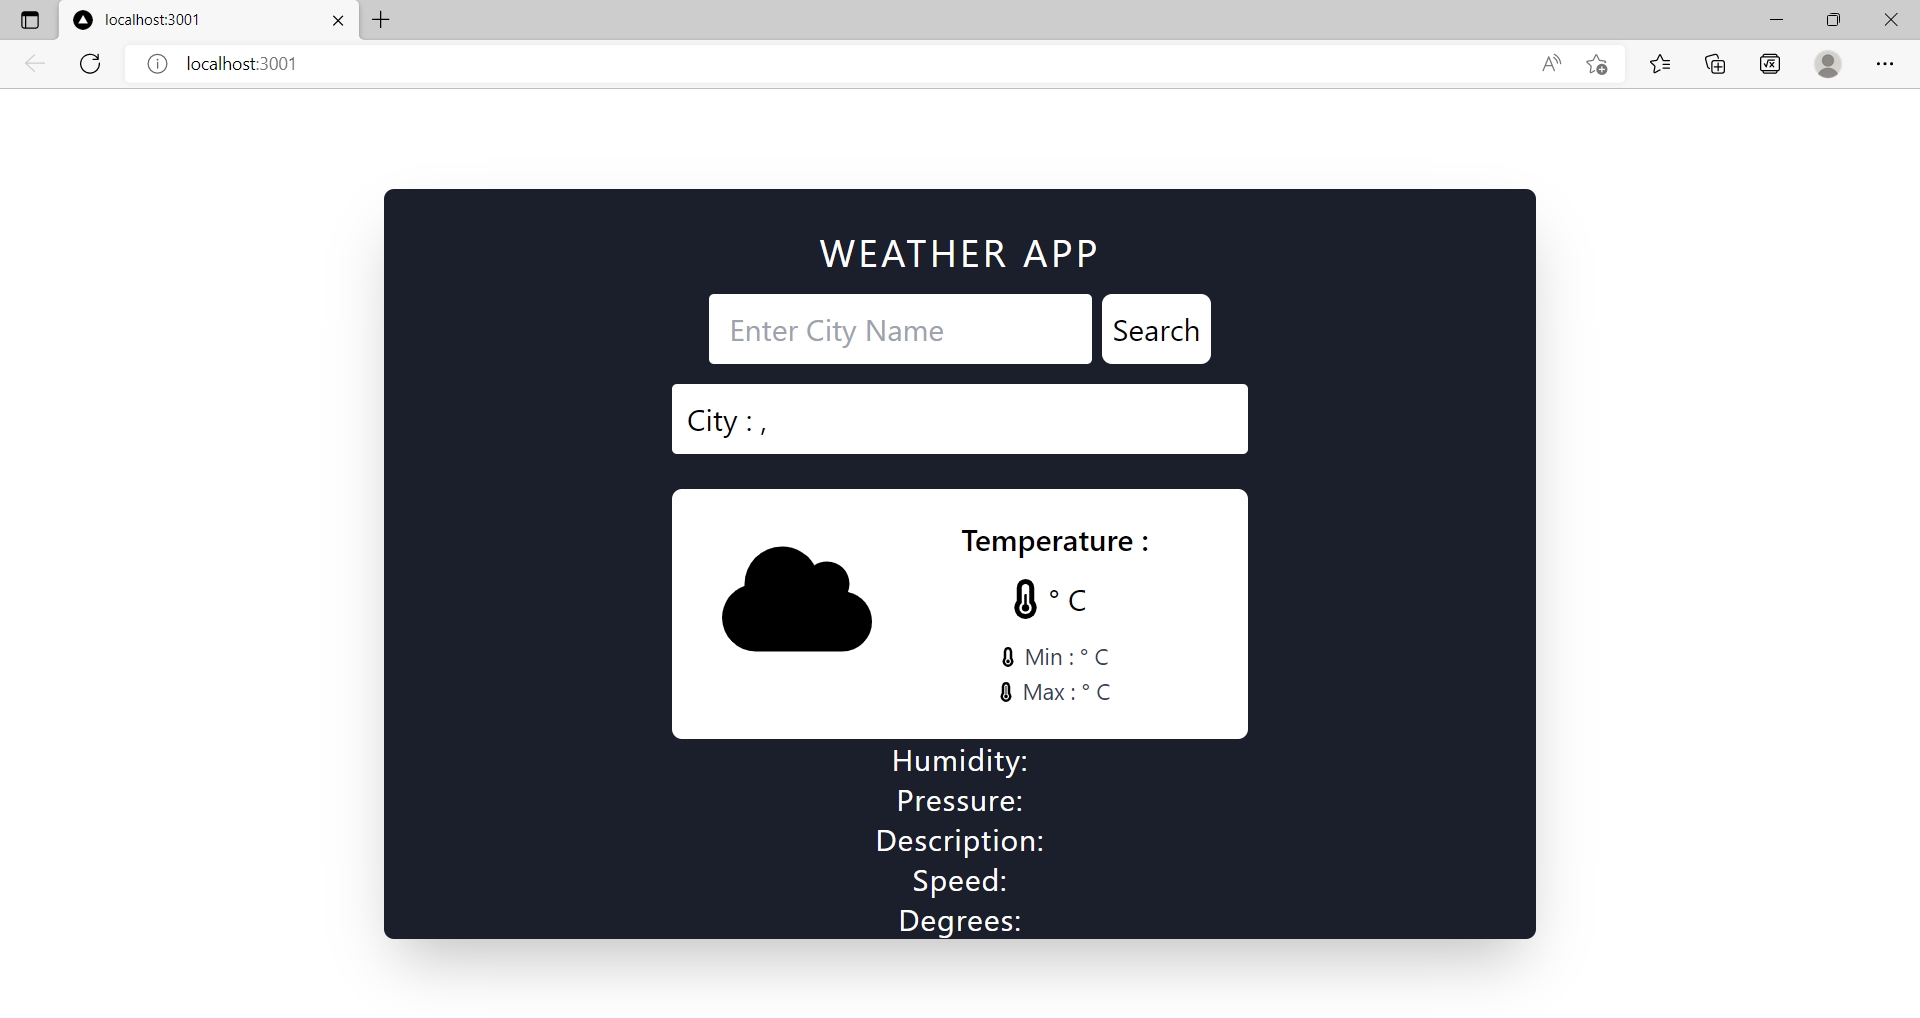 localhost:3001
localhost:3001
WEATHER APP
Enter City Name
Search
City : ,
Temperature :
° C
Min : ° C
Max : ° C
Humidity:
Pressure:
Description:
Speed:
Degrees: